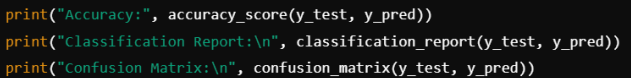 print("Accuracy:", accuracy_score(y_test, y_pred))
print("Classification Report:\n", classification_report(y_test, y_pred))
print("Confusion Matrix:\n", confusion_matrix(y_test, y_pred))